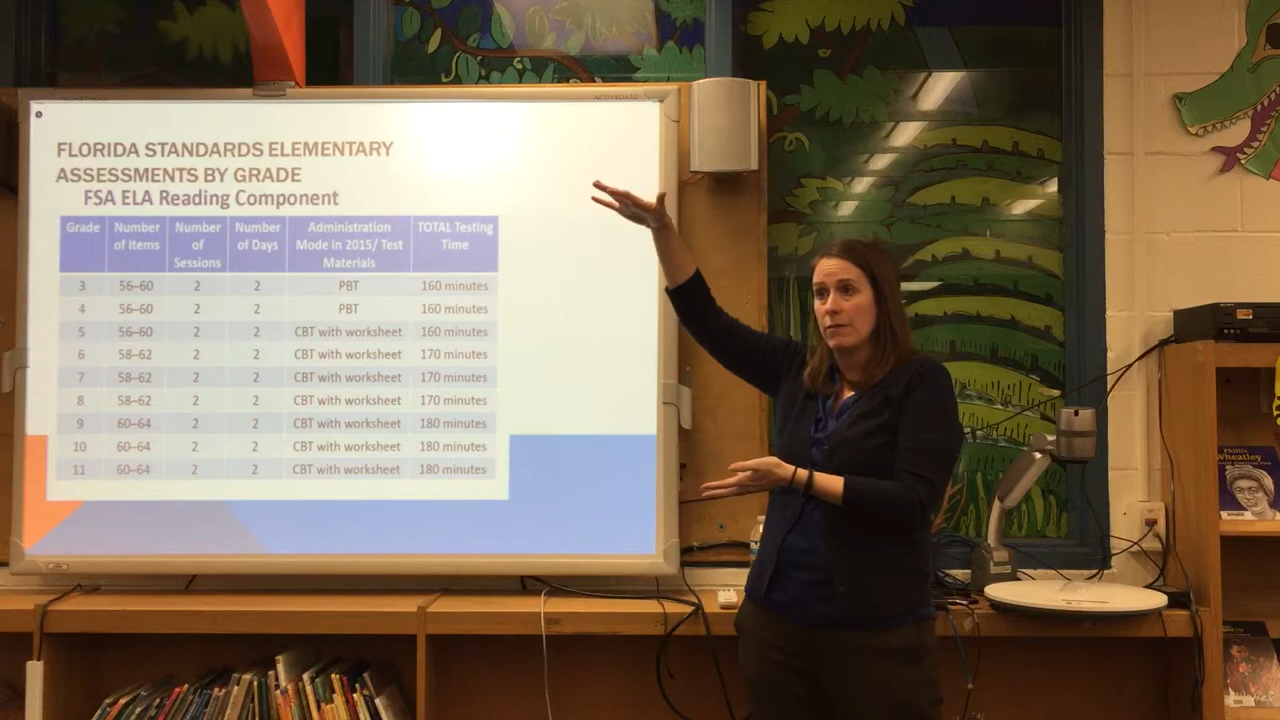 ACTIVBOARD
FLORIDA STANDARDS ELEMENTARY
ASSESSMENTS BY GRADE
FSA ELA Reading Component
Grade Number of Items Number of Sessions Number of Days Administration Mode in 2015/ Test Materials TOTAL Testing Time
3 56–60 2 2 PBT 160 minutes
4 56–60 2 2 PBT 160 minutes
5 56–60 2 2 CBT with worksheet 160 minutes
6 58–62 2 2 CBT with worksheet 170 minutes
7 58–62 2 2 CBT with worksheet 170 minutes
8 58–62 2 2 CBT with worksheet 170 minutes
9 60–64 2 2 CBT with worksheet 180 minutes
10 60–64 2 2 CBT with worksheet 180 minutes
11 60–64 2 2 CBT with worksheet 180 minutes
SONY
Phillis
Wheatley